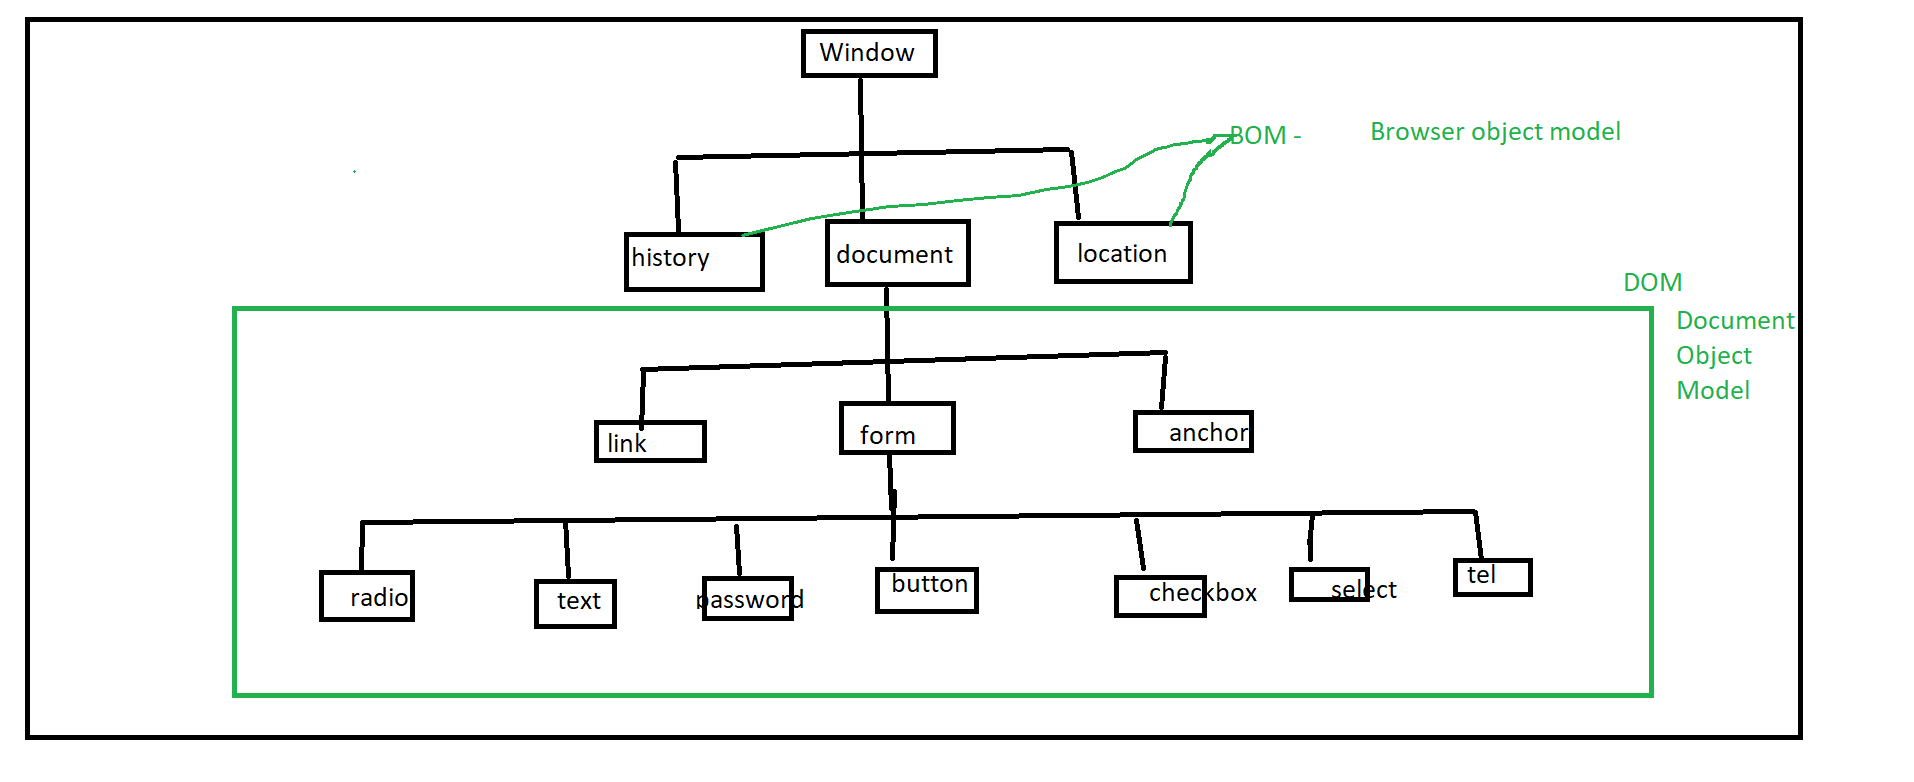 Window
BOM -
Browser object model
history
document
location
DOM
Document
Object
Model
link
form
anchor
radio
text
password
button
checkbox
select
tel